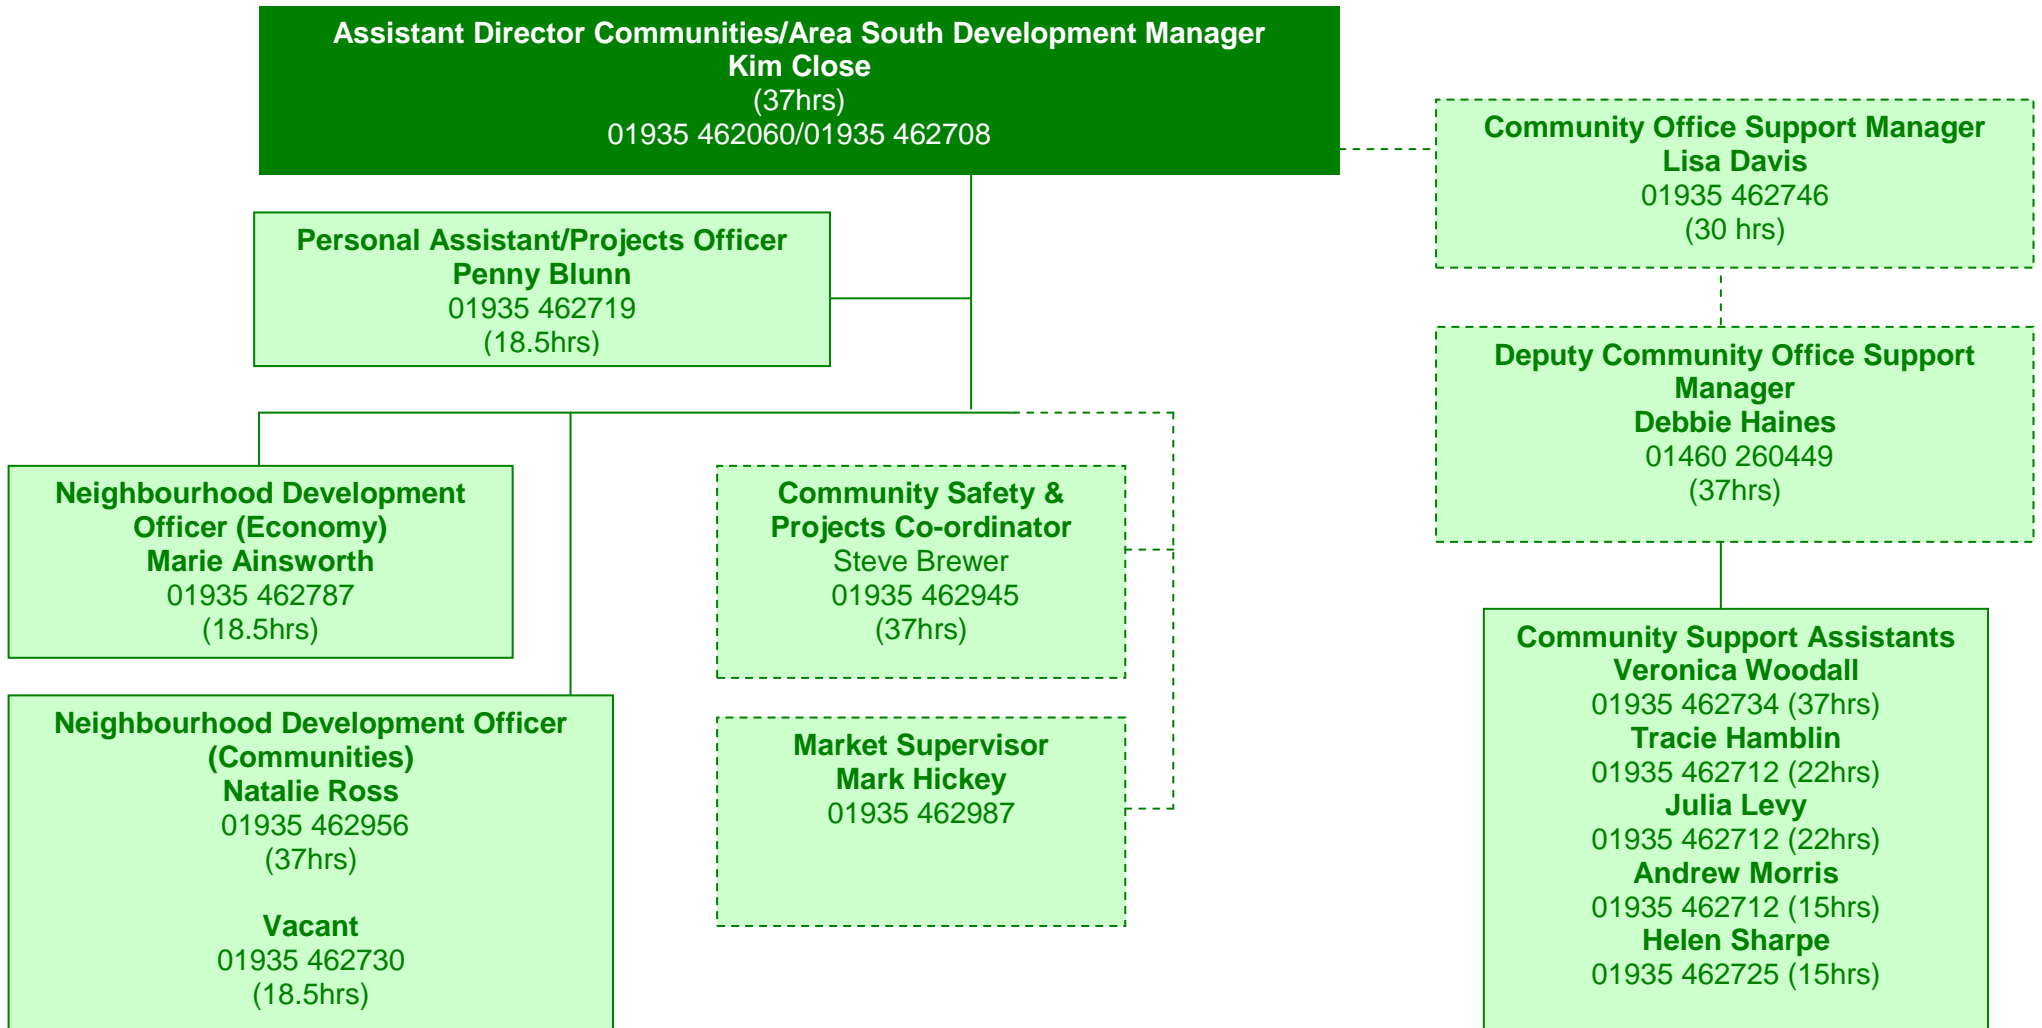 Assistant Director Communities/Area South Development Manager
Kim Close
(37hrs)
01935 462060/01935 462708
Community Office Support Manager
Lisa Davis
01935 462746
(30 hrs)
Personal Assistant/Projects Officer
Penny Blunn
01935 462719
(18.5hrs)
Deputy Community Office Support
Manager
Debbie Haines
01460 260449
(37hrs)
Neighbourhood Development
Officer (Economy)
Marie Ainsworth
01935 462787
(18.5hrs)
Community Safety &
Projects Co-ordinator
Steve Brewer
01935 462945
(37hrs)
Community Support Assistants
Veronica Woodall
01935 462734 (37hrs)
Tracie Hamblin
01935 462712 (22hrs)
Julia Levy
01935 462712 (22hrs)
Andrew Morris
01935 462712 (15hrs)
Helen Sharpe
01935 462725 (15hrs)
Neighbourhood Development Officer
(Communities)
Natalie Ross
01935 462956
(37hrs)
Vacant
01935 462730
(18.5hrs)
Market Supervisor
Mark Hickey
01935 462987